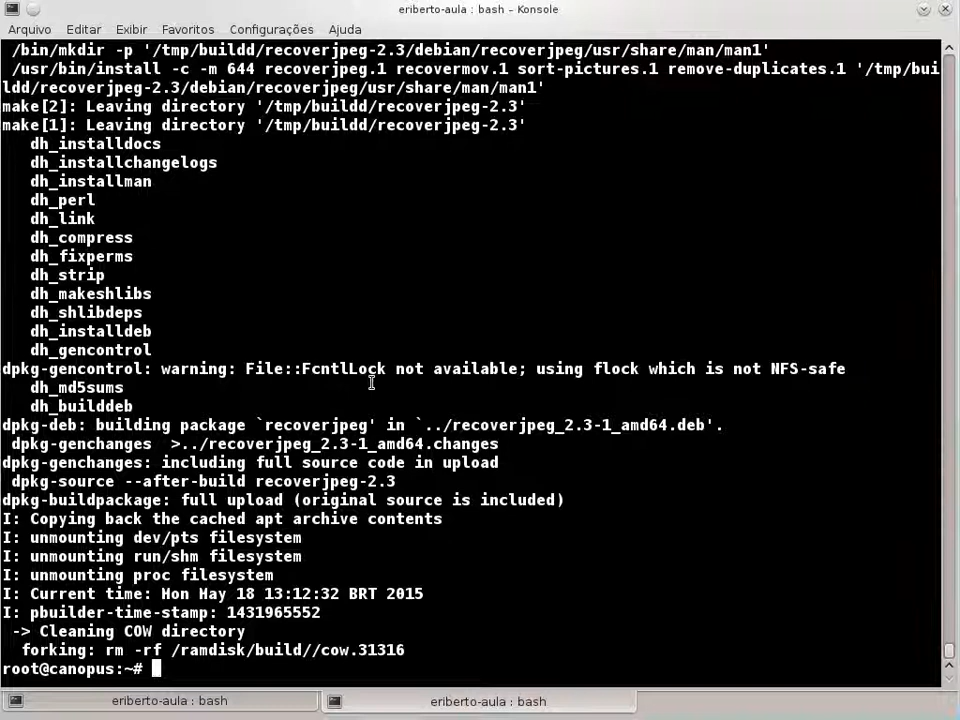 eriberto-aula : bash – Konsole
Arquivo Editar Exibir Favoritos Configurações Ajuda
/bin/mkdir -p '/tmp/buildd/recoverjpeg-2.3/debian/recoverjpeg/usr/share/man/man1'
/usr/bin/install -c -m 644 recoverjpeg.1 recovermov.1 sort-pictures.1 remove-duplicates.1 '/tmp/bui
ldd/recoverjpeg-2.3/debian/recoverjpeg/usr/share/man/man1'
make[2]: Leaving directory '/tmp/buildd/recoverjpeg-2.3'
make[1]: Leaving directory '/tmp/buildd/recoverjpeg-2.3'
dh_installdocs
dh_installchangelogs
dh_installman
dh_perl
dh_link
dh_compress
dh_fixperms
dh_strip
dh_makeshlibs
dh_shlibdeps
dh_installdeb
dh_gencontrol
dpkg-gencontrol: warning: File::FcntlLock not available; using flock which is not NFS-safe
dh_md5sums
dh_builddeb
dpkg-deb: building package `recoverjpeg' in `../recoverjpeg_2.3-1_amd64.deb'.
dpkg-genchanges  >../recoverjpeg_2.3-1_amd64.changes
dpkg-genchanges: including full source code in upload
dpkg-source --after-build recoverjpeg-2.3
dpkg-buildpackage: full upload (original source is included)
I: Copying back the cached apt archive contents
I: unmounting dev/pts filesystem
I: unmounting run/shm filesystem
I: unmounting proc filesystem
I: Current time: Mon May 18 13:12:32 BRT 2015
I: pbuilder-time-stamp: 1431965552
-> Cleaning COW directory
forking: rm -rf /ramdisk/build//cow.31316
root@canopus:~#
eriberto-aula : bash
eriberto-aula : bash